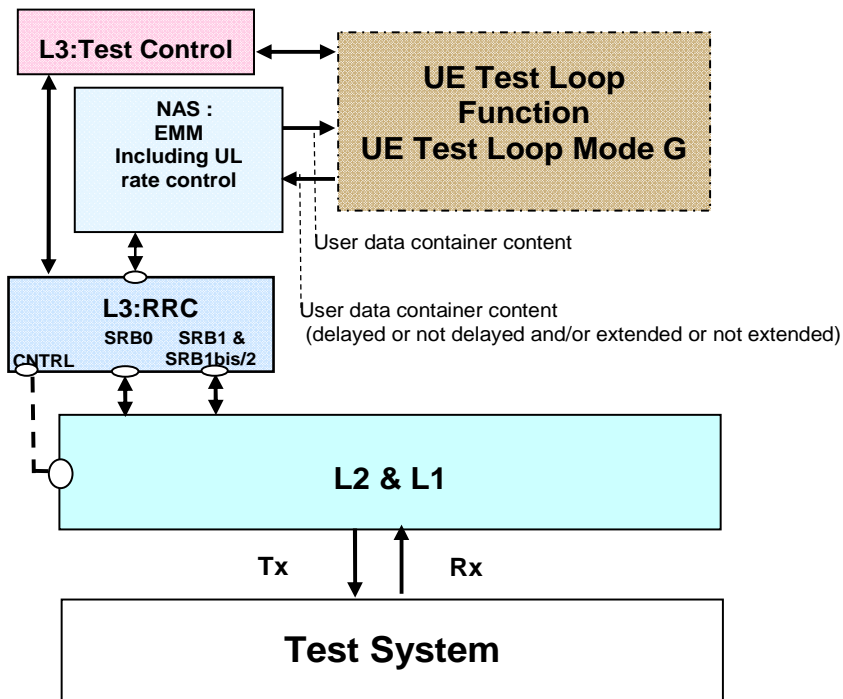 L3:Test Control
UE Test Loop
Function
UE Test Loop Mode G
NAS :
EMM
Including UL
rate control
User data container content
User data container content
(delayed or not delayed and/or extended or not extended)
L3:RRC
SRB0
SRB1 &
SRB1bis/2
CNTRL
L2 & L1
Tx
Rx
Test System